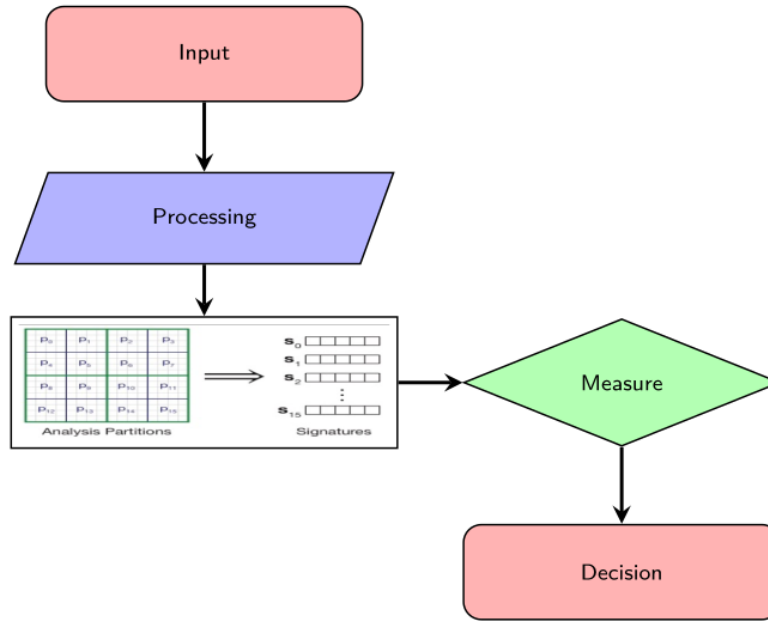 Input
Processing
P₀ P₁ P₂ P₃
P₄ P₅ P₆ P₇
P₈ P₉ P₁₀ P₁₁
P₁₂ P₁₃ P₁₄ P₁₅
Analysis Partitions
S₀
S₁
S₂
⋮
S₁₅
Signatures
Measure
Decision